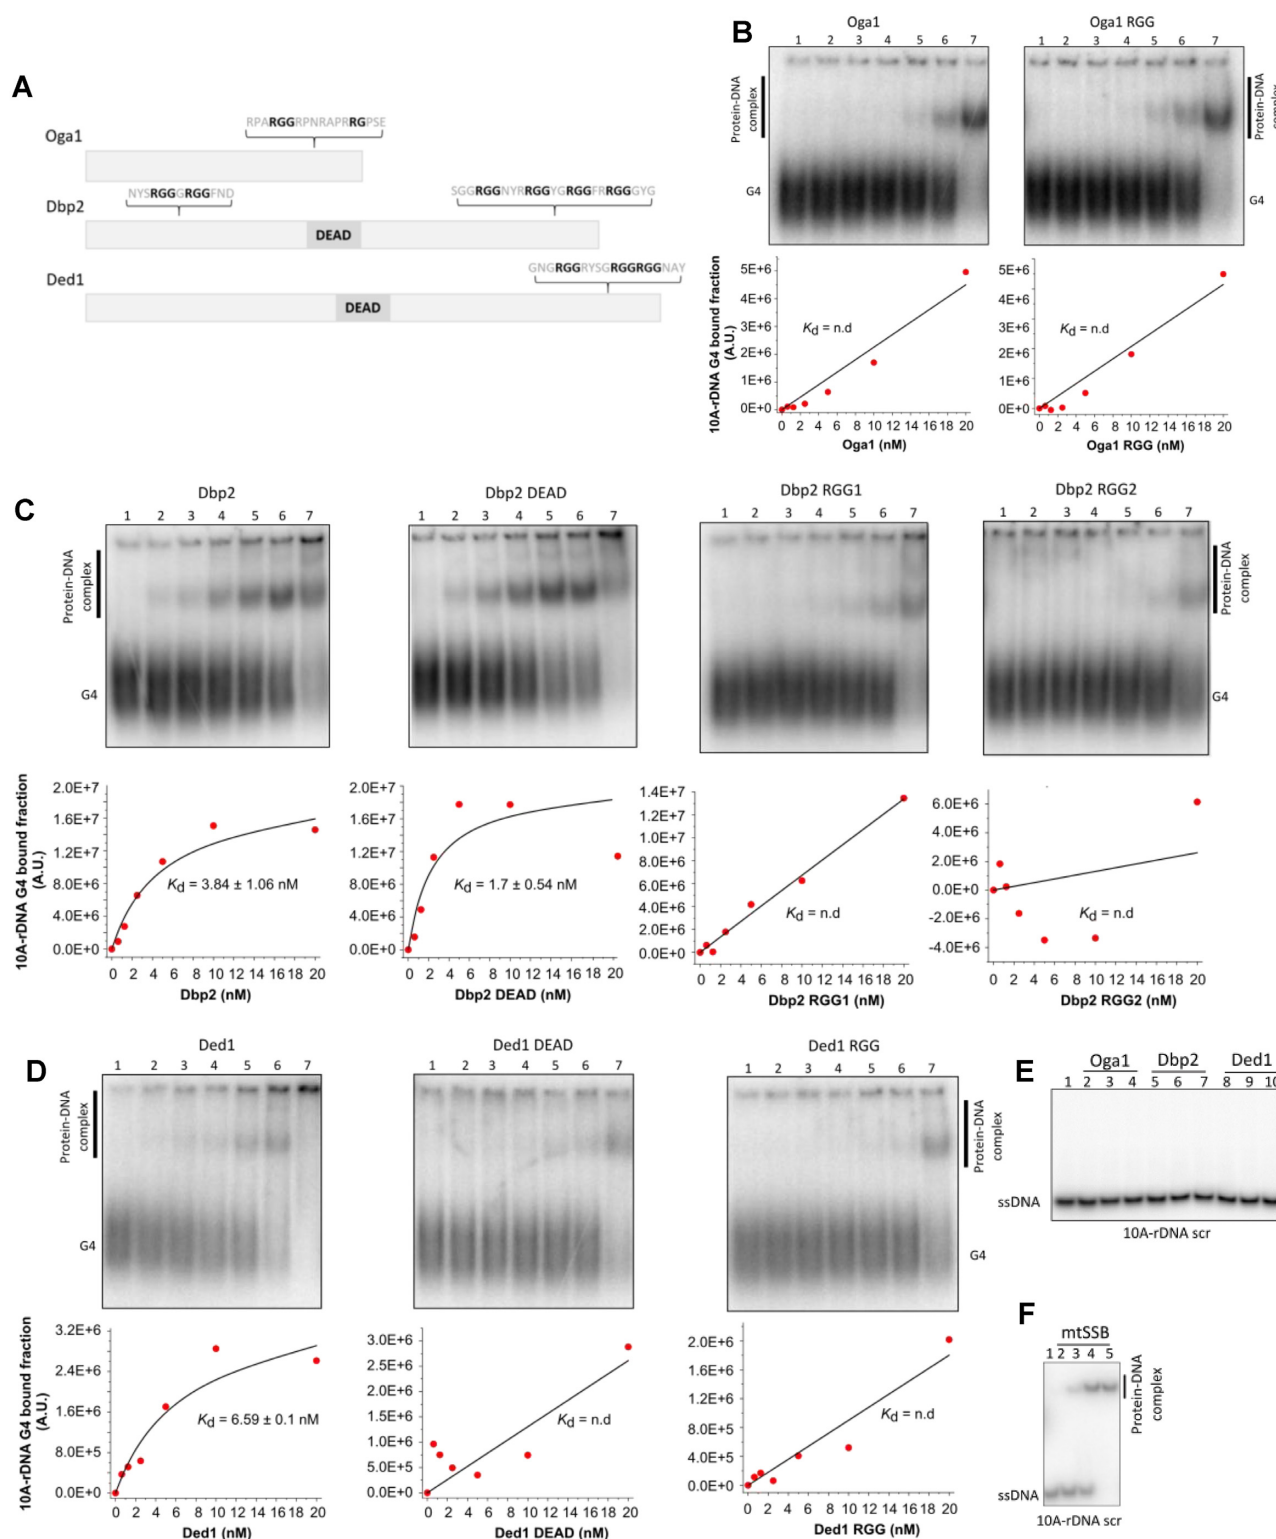 A
Oga1
RPARGGRPNRAPRRGPSE
Dbp2
NYSRGGGRGGFND
SGGRGGNYRRGGYGRGGFRRGGGYG
DEAD
Ded1
GNGRGGRYSGRGGRGGNAY
DEAD
B
Oga1
1 2 3 4 5 6 7
Oga1 RGG
1 2 3 4 5 6 7
Protein-DNA
complex
G4
Protein-DNA
complex
G4
10A-rDNA G4 bound fraction
(A.U.)
5E+6
4E+6
3E+6
2E+6
1E+6
0E+0
Kd = n.d
0 2 4 6 8 10 12 14 16 18 20
Oga1 (nM)
5E+6
4E+6
3E+6
2E+6
1E+6
0E+0
Kd = n.d
0 2 4 6 8 10 12 14 16 18 20
Oga1 RGG (nM)
C
Dbp2
1 2 3 4 5 6 7
Dbp2 DEAD
1 2 3 4 5 6 7
Dbp2 RGG1
1 2 3 4 5 6 7
Dbp2 RGG2
1 2 3 4 5 6 7
Protein-DNA
complex
G4
Protein-DNA
complex
G4
10A-rDNA G4 bound fraction
(A.U.)
2.0E+7
1.6E+7
1.2E+7
8.0E+6
4.0E+6
0.0E+0
Kd = 3.84 ± 1.06 nM
0 2 4 6 8 10 12 14 16 18 20
Dbp2 (nM)
2.0E+7
1.6E+7
1.2E+7
8.0E+6
4.0E+6
0.0E+0
Kd = 1.7 ± 0.54 nM
0 2 4 6 8 10 12 14 16 18 20
Dbp2 DEAD (nM)
1.4E+7
1.2E+7
1.0E+7
8.0E+6
6.0E+6
4.0E+6
2.0E+6
0.0E+0
Kd = n.d
0 2 4 6 8 10 12 14 16 18 20
Dbp2 RGG1 (nM)
6.0E+6
4.0E+6
2.0E+6
0.0E+0
-2.0E+6
-4.0E+6
Kd = n.d
0 2 4 6 8 10 12 14 16 18 20
Dbp2 RGG2 (nM)
D
Ded1
1 2 3 4 5 6 7
Ded1 DEAD
1 2 3 4 5 6 7
Ded1 RGG
1 2 3 4 5 6 7
Protein-DNA
complex
G4
Protein-DNA
complex
G4
10A-rDNA G4 bound fraction
(A.U.)
3.2E+6
2.4E+6
1.6E+6
8.0E+5
0.0E+0
Kd = 6.59 ± 0.1 nM
0 2 4 6 8 10 12 14 16 18 20
Ded1 (nM)
3.0E+6
2.5E+6
2.0E+6
1.5E+6
1.0E+6
5.0E+5
0.0E+0
Kd = n.d
0 2 4 6 8 10 12 14 16 18 20
Ded1 DEAD (nM)
2.0E+6
1.6E+6
1.2E+6
8.0E+5
4.0E+5
0.0E+0
Kd = n.d
0 2 4 6 8 10 12 14 16 18 20
Ded1 RGG (nM)
E
Oga1 Dbp2 Ded1
1 2 3 4 5 6 7 8 9 10
ssDNA
10A-rDNA scr
F
mtSSB
1 2 3 4 5
Protein-DNA
complex
ssDNA
10A-rDNA scr